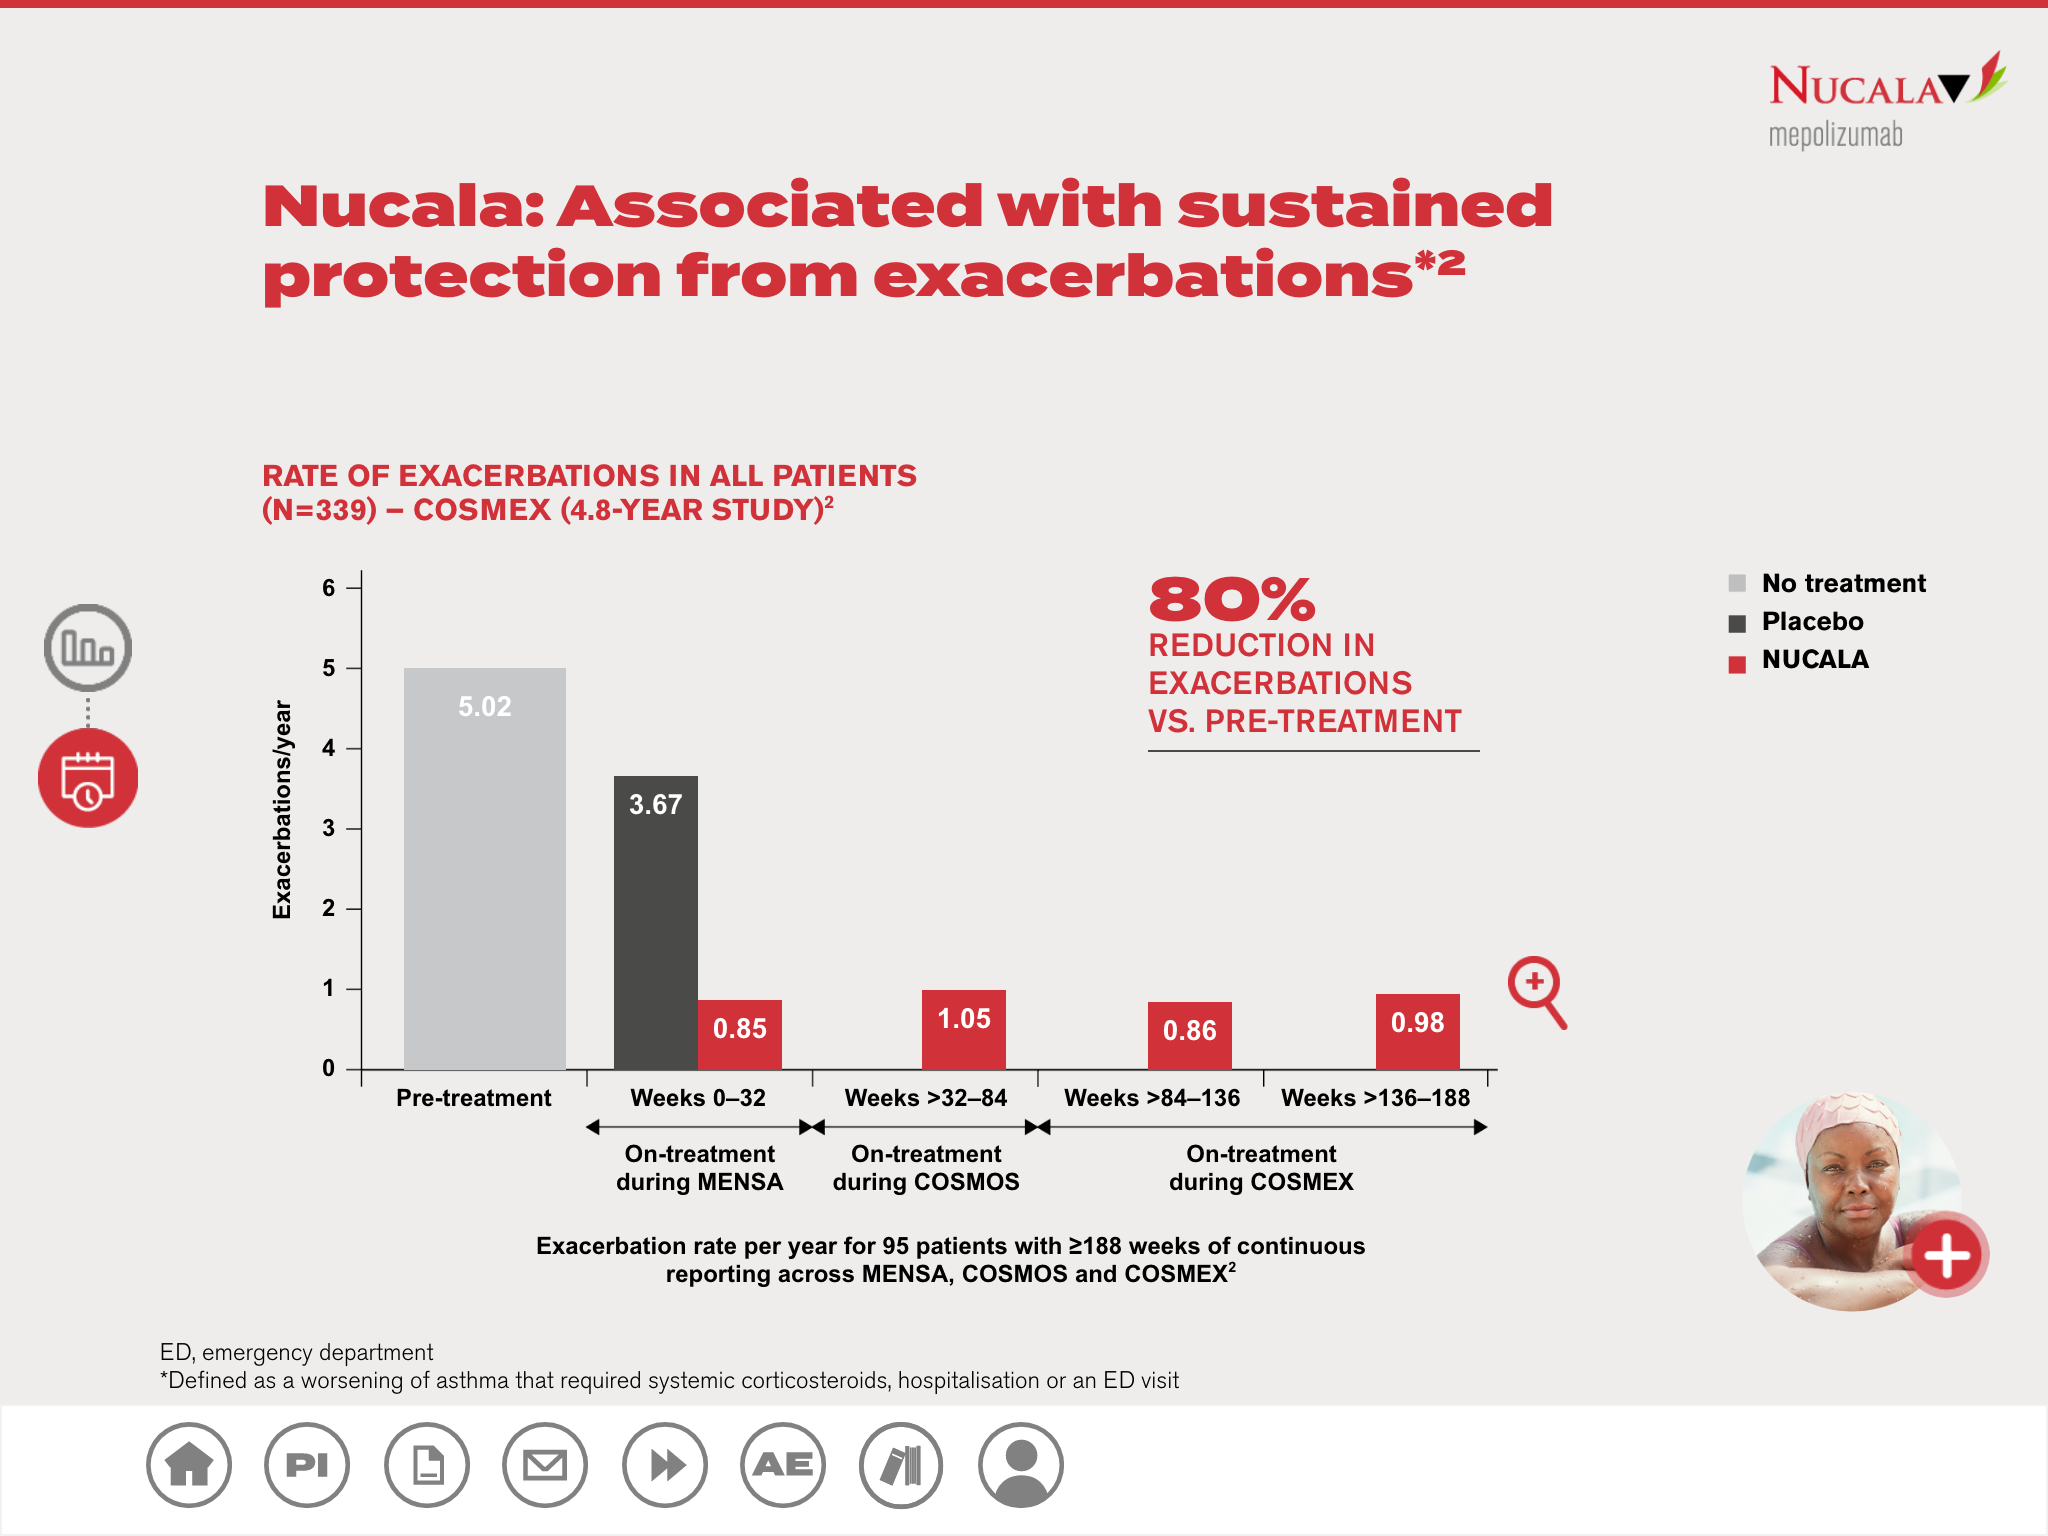 NUCALA
mepolizumab
Nucala: Associated with sustained
protection from exacerbations*2
RATE OF EXACERBATIONS IN ALL PATIENTS
(N=339) – COSMEX (4.8-YEAR STUDY)2
80%
REDUCTION IN
EXACERBATIONS
VS. PRE-TREATMENT
No treatment
Placebo
NUCALA
Exacerbations/year
6
5
4
3
2
1
0
5.02
3.67
0.85
1.05
0.86
0.98
Pre-treatment
Weeks 0–32
Weeks >32–84
Weeks >84–136
Weeks >136–188
On-treatment
during MENSA
On-treatment
during COSMOS
On-treatment
during COSMEX
Exacerbation rate per year for 95 patients with ≥188 weeks of continuous
reporting across MENSA, COSMOS and COSMEX2
ED, emergency department
*Defined as a worsening of asthma that required systemic corticosteroids, hospitalisation or an ED visit
PI
AE